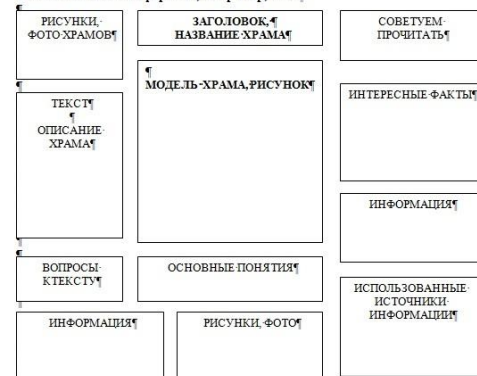 РИСУНКИ,
ФОТО ХРАМОВ¶
ЗАГОЛОВОК,¶
НАЗВАНИЕ ХРАМА¶
СОВЕТУЕМ
ПРОЧИТАТЬ¶
¶
МОДЕЛЬ ХРАМА, РИСУНОК¶
ИНТЕРЕСНЫЕ ФАКТЫ¶
ТЕКСТ¶
¶
ОПИСАНИЕ
ХРАМА¶
ИНФОРМАЦИЯ¶
ВОПРОСЫ
КТЕКСТУ¶
ОСНОВНЫЕ ПОНЯТИЯ¶
ИСПОЛЬЗОВАННЫЕ
ИСТОЧНИКИ
ИНФОРМАЦИИ¶
ИНФОРМАЦИЯ¶
РИСУНКИ, ФОТО¶